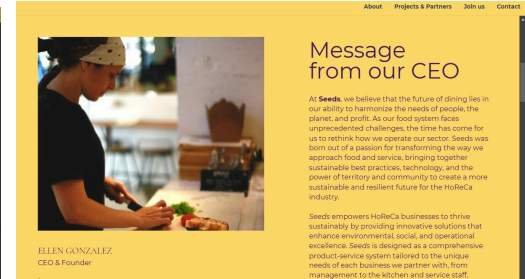 About Projects & Partners Join us Contact
Message
from our CEO
At Seeds, we believe that the future of dining lies in
our ability to harmonize the needs of people, the
planet, and profit. As our food system faces
unprecedented challenges, the time has come for
us to rethink how we operate our sector. Seeds was
born out of a passion for transforming the way we
approach food and service, bringing together
sustainable best practices, technology, and the
power of territory and community to create a more
sustainable and resilient future for the HoReCa
industry.
Seeds empowers HoReCa businesses to thrive
sustainably by providing innovative solutions that
enhance environmental, social, and operational
excellence. Seeds is designed as a comprehensive
product-service system tailored to the unique
needs of each business we partner with, from
management to the kitchen and service staff.
ELLEN GONZALEZ
CEO & Founder